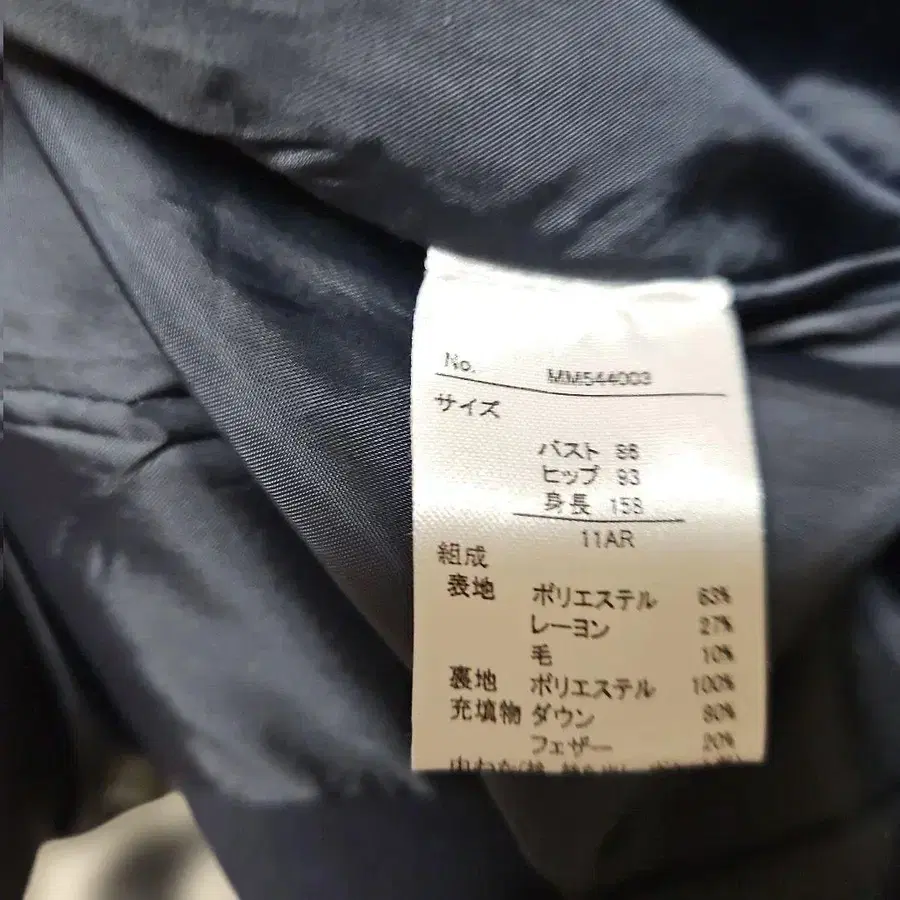 No. MM544003
サイズ
バスト 86
ヒップ 93
身長 158
11AR
組成
表地 ポリエステル 63%
レーヨン 27%
毛 10%
裏地 ポリエステル 100%
充填物 ダウン 80%
フェザー 20%